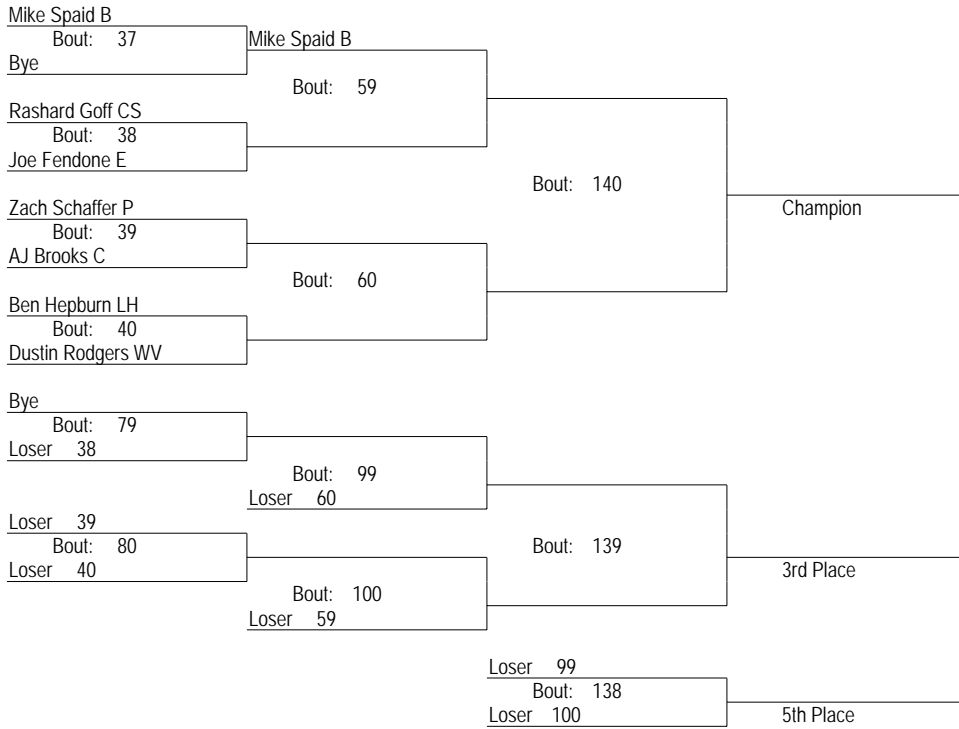 Mike Spaid B
Bout: 37
Mike Spaid B
Bye
Bout: 59
Rashard Goff CS
Bout: 38
Joe Fendone E
Bout: 140
Zach Schaffer P
Champion
Bout: 39
AJ Brooks C
Bout: 60
Ben Hepburn LH
Bout: 40
Dustin Rodgers WV
Bye
Bout: 79
Loser 38
Bout: 99
Loser 60
Loser 39
Bout: 80
Bout: 139
Loser 40
3rd Place
Bout: 100
Loser 59
Loser 99
Bout: 138
Loser 100
5th Place